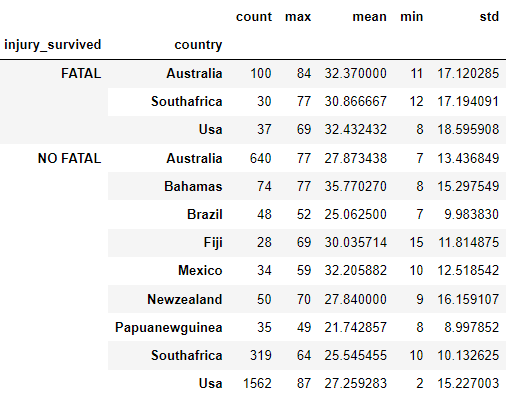 count max mean min std
injury_survived country
FATAL Australia 100 84 32.370000 11 17.120285
Southafrica 30 77 30.866667 12 17.194091
Usa 37 69 32.432432 8 18.595908
NO FATAL Australia 640 77 27.873438 7 13.436849
Bahamas 74 77 35.770270 8 15.297549
Brazil 48 52 25.062500 7 9.983830
Fiji 28 69 30.035714 15 11.814875
Mexico 34 59 32.205882 10 12.518542
Newzealand 50 70 27.840000 9 16.159107
Papuanewguinea 35 49 21.742857 8 8.997852
Southafrica 319 64 25.545455 10 10.132625
Usa 1562 87 27.259283 2 15.227003